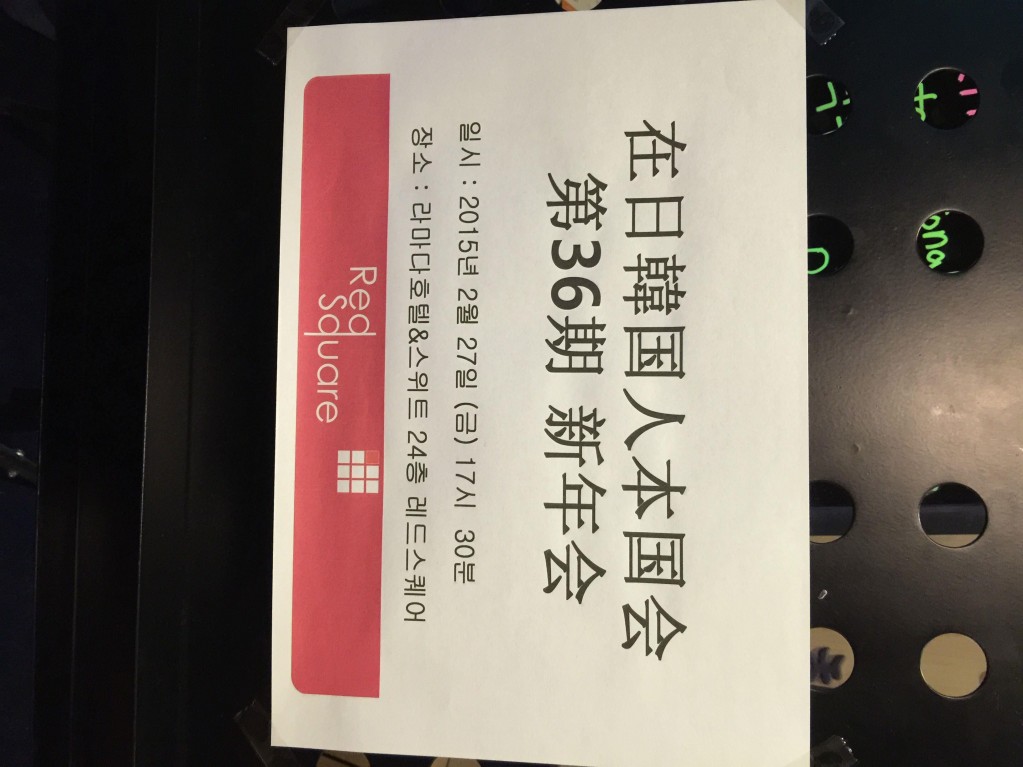 在日韓国人本国会
第36期 新年会
일시 : 2015년 2월 27일 (금) 17시 30분
장소 : 라마다호텔&스위트 24층 레드스퀘어
Red
Square